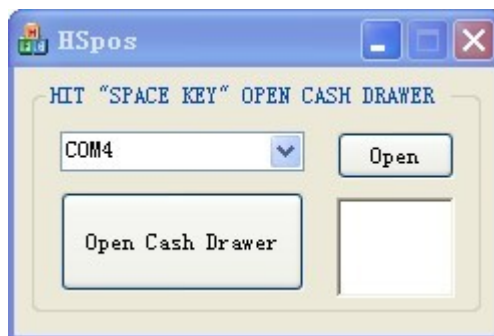 HSpos
HIT "SPACE KEY" OPEN CASH DRAWER
COM4
Open
Open Cash Drawer